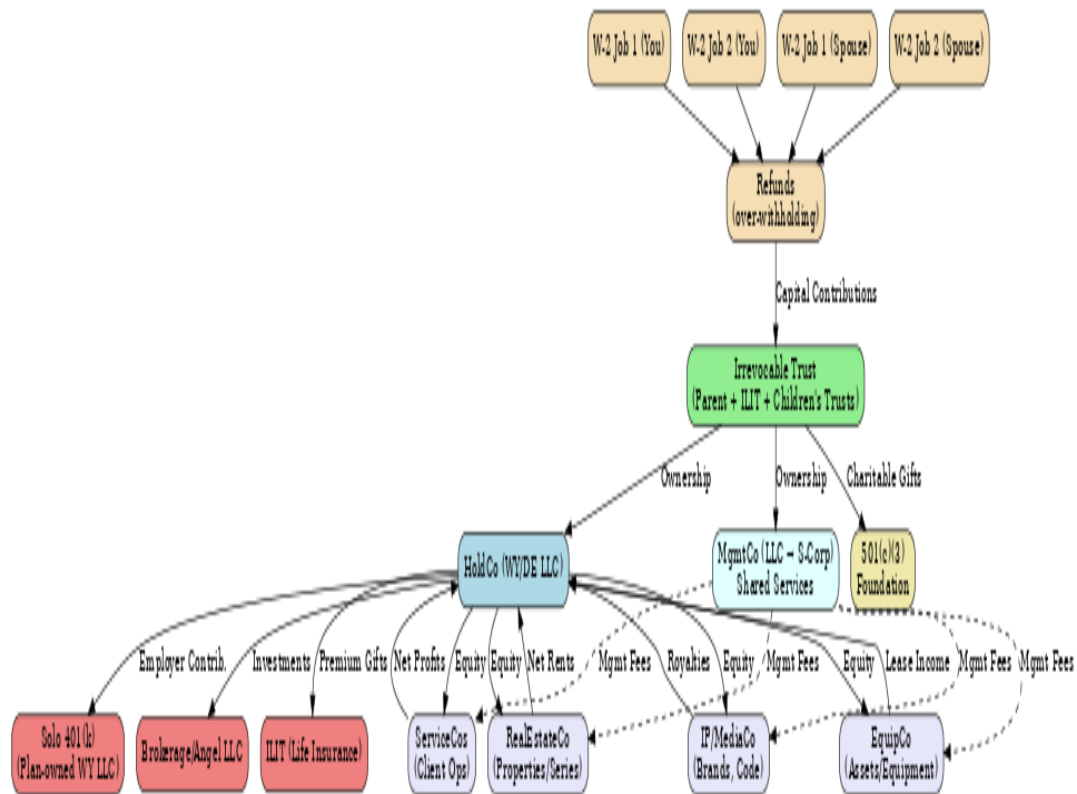 W-2 Job 1 (You)
W-2 Job 2 (You)
W-2 Job 1 (Spouse)
W-2 Job 2 (Spouse)
Refunds
(over-withholding)
Capital Contributions
Irrevocable Trust
(Parent + ILIT + Children's Trusts)
Ownership
Ownership
Charitable Gifts
HoldCo (WY/DE LLC)
MgmtCo (LLC – S-Corp)
Shared Services
501(c)(3)
Foundation
Employer Contrib.
Investments
Premium Gifts
Net Profits
Equity
Equity
Net Rents
Mgmt Fees
Royalties
Equity
Mgmt Fees
Equity
Lease Income
Mgmt Fees
Mgmt Fees
Solo 401(k)
(Plan-owned WY LLC)
Brokerage/Angel LLC
ILIT (Life Insurance)
ServiceCos
(Client Ops)
RealEstateCo
(Properties/Series)
IP/MediaCo
(Brands, Code)
EquipCo
(Assets/Equipment)